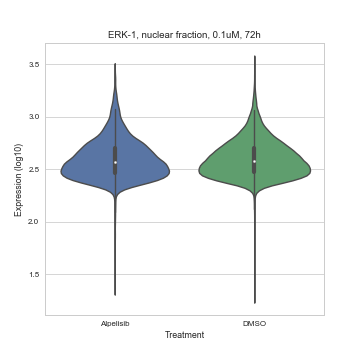 ERK-1, nuclear fraction, 0.1uM, 72h
3.5
3.0
2.5
2.0
1.5
Expression (log10)
Alpelisib
DMSO
Treatment